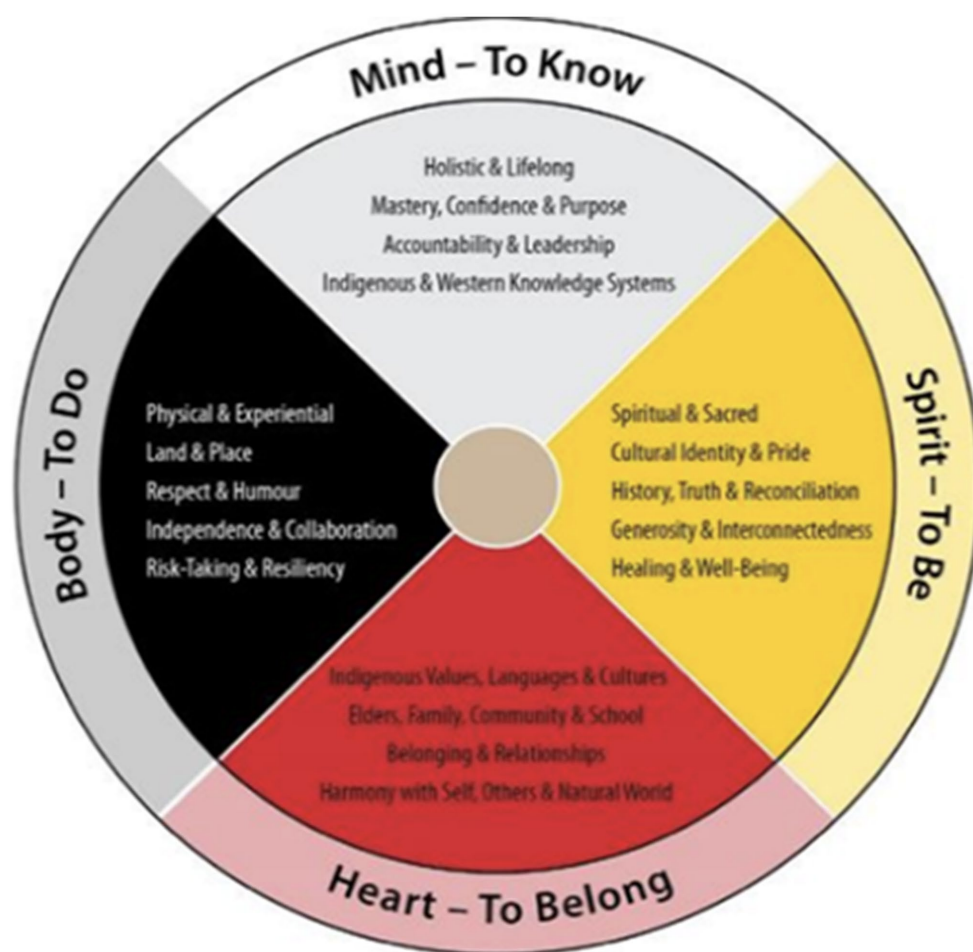 Mind – To Know
Holistic & Lifelong
Mastery, Confidence & Purpose
Accountability & Leadership
Indigenous & Western Knowledge Systems
Body – To Do
Physical & Experiential
Land & Place
Respect & Humour
Independence & Collaboration
Risk-Taking & Resiliency
Spiritual & Sacred
Cultural Identity & Pride
History, Truth & Reconciliation
Generosity & Interconnectedness
Healing & Well-Being
Spirit – To Be
Indigenous Values, Languages & Cultures
Elders, Family, Community & School
Belonging & Relationships
Harmony with Self, Others & Natural World
Heart – To Belong